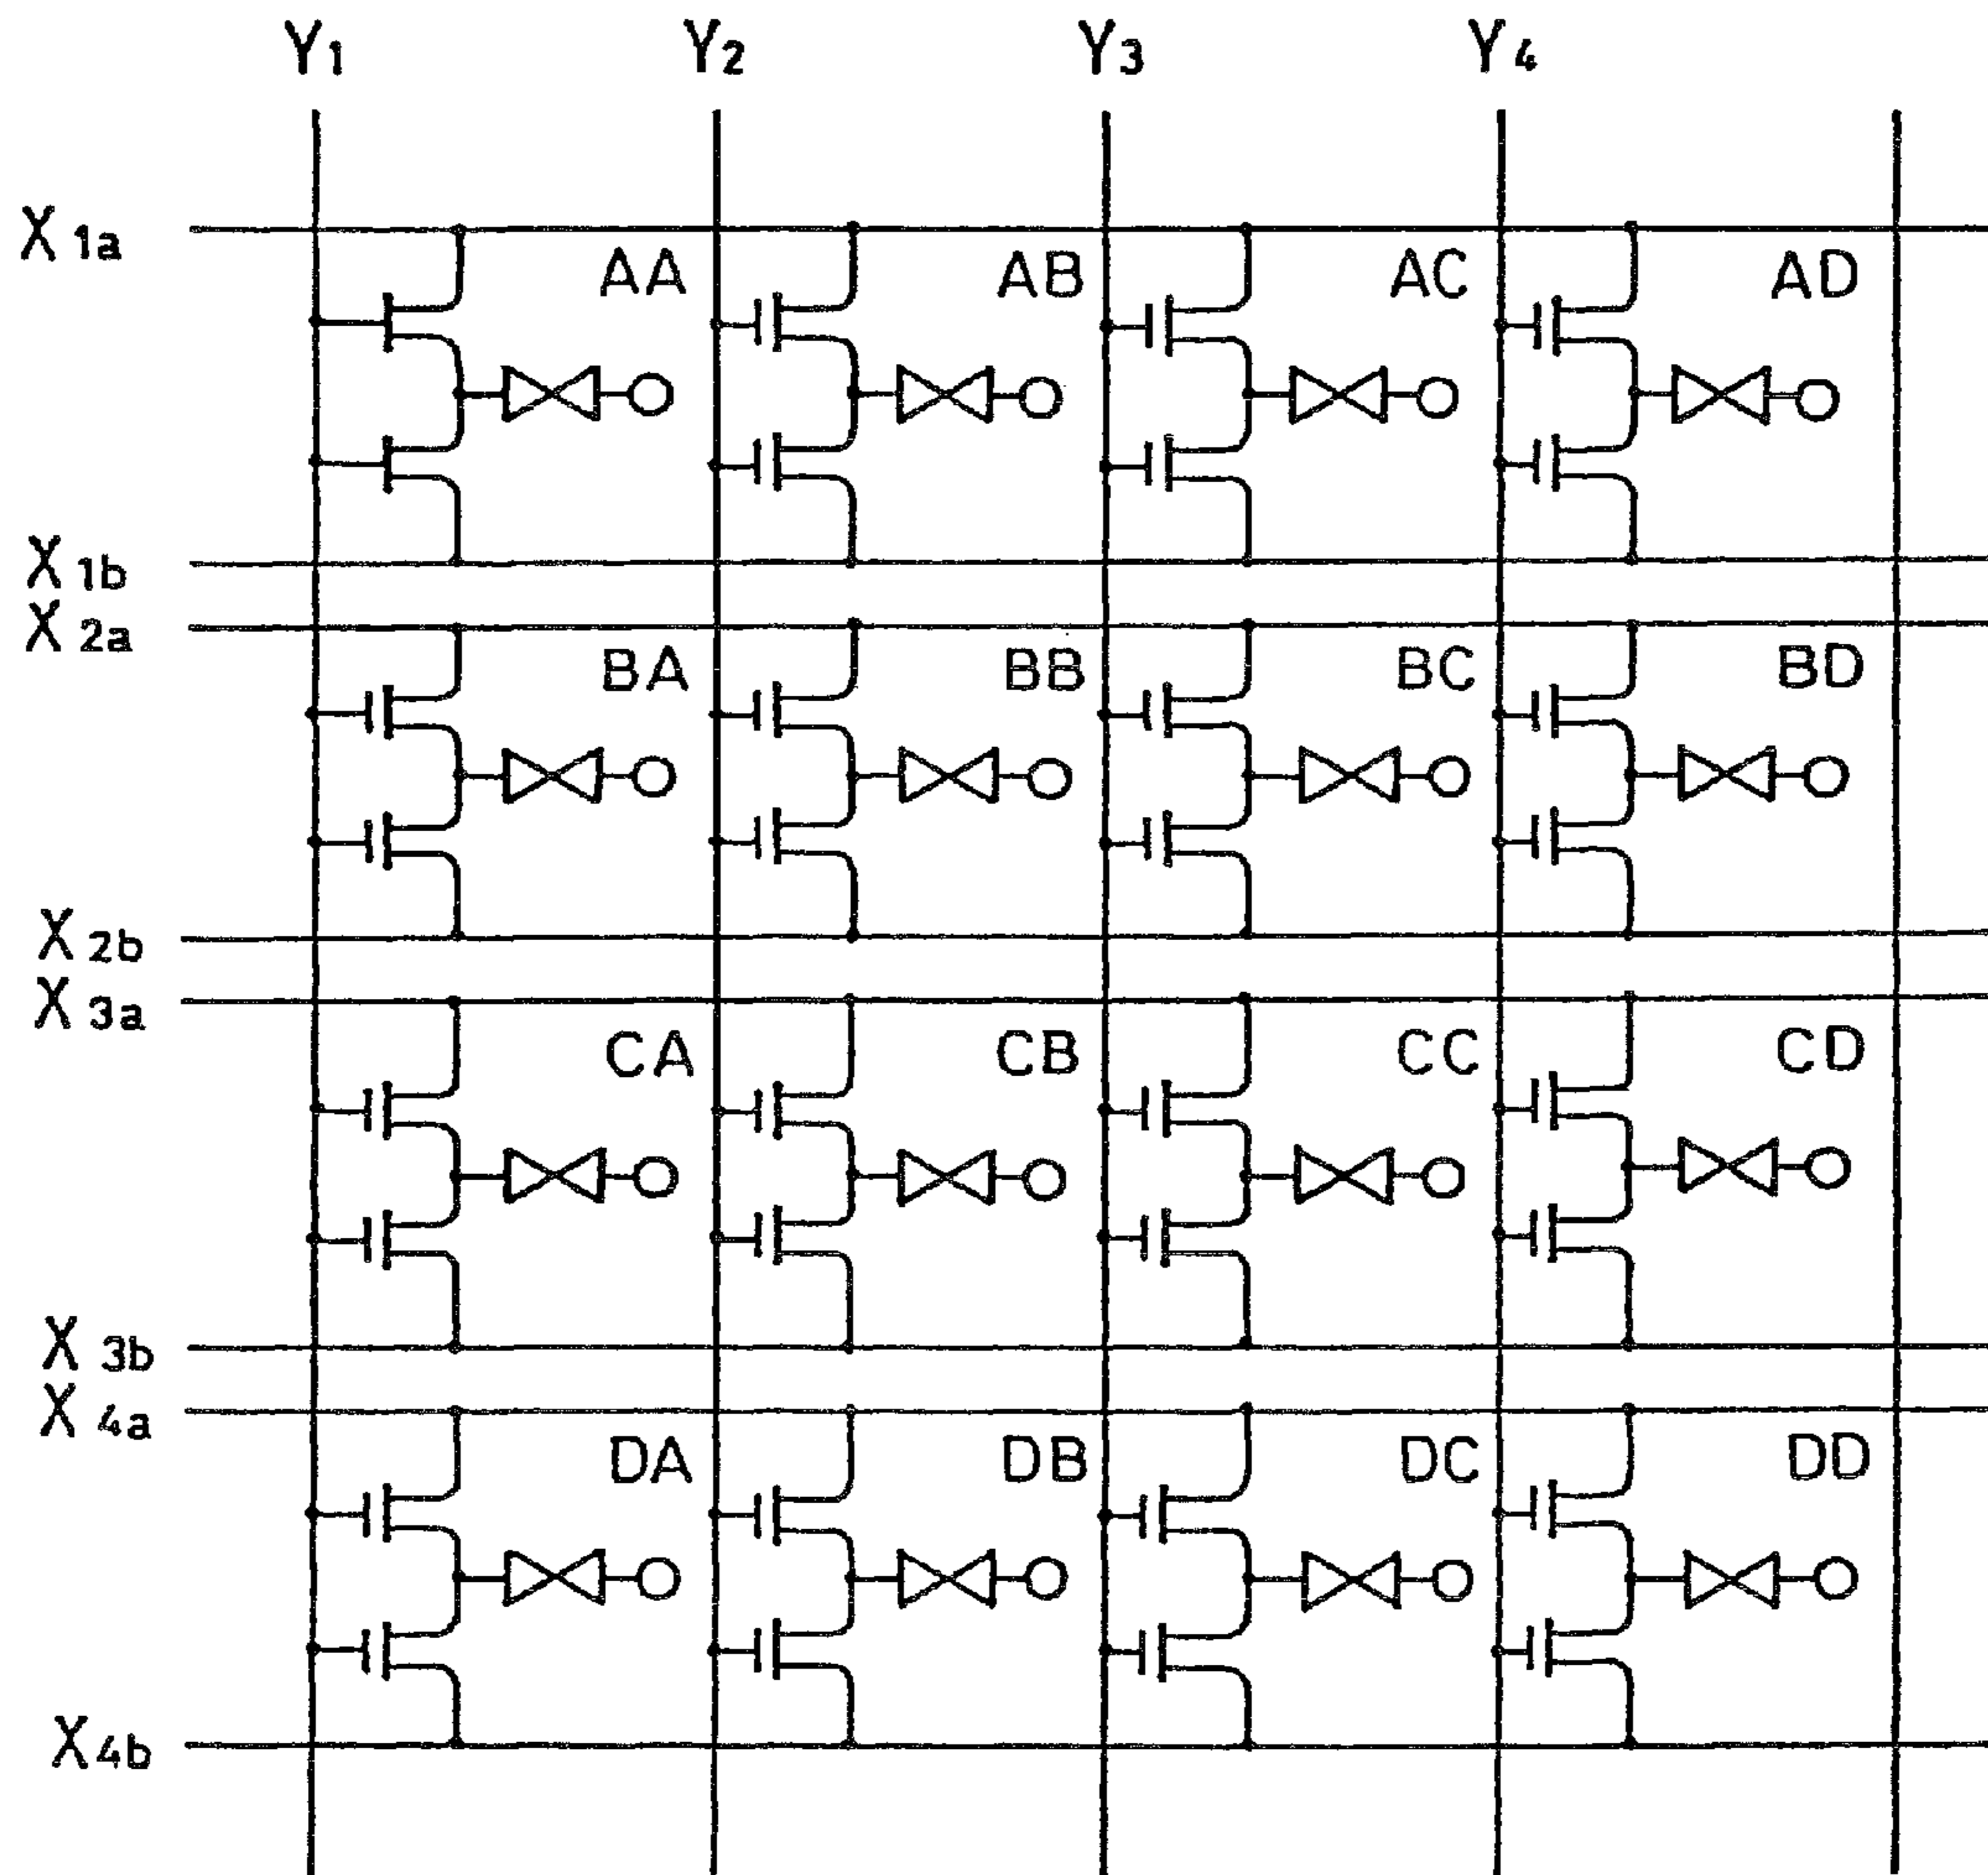 Y1 Y2 Y3 Y4
X1a
AA AB AC AD
X1b
X2a
BA BB BC BD
X2b
X3a
CA CB CC CD
X3b
X4a
DA DB DC DD
X4b